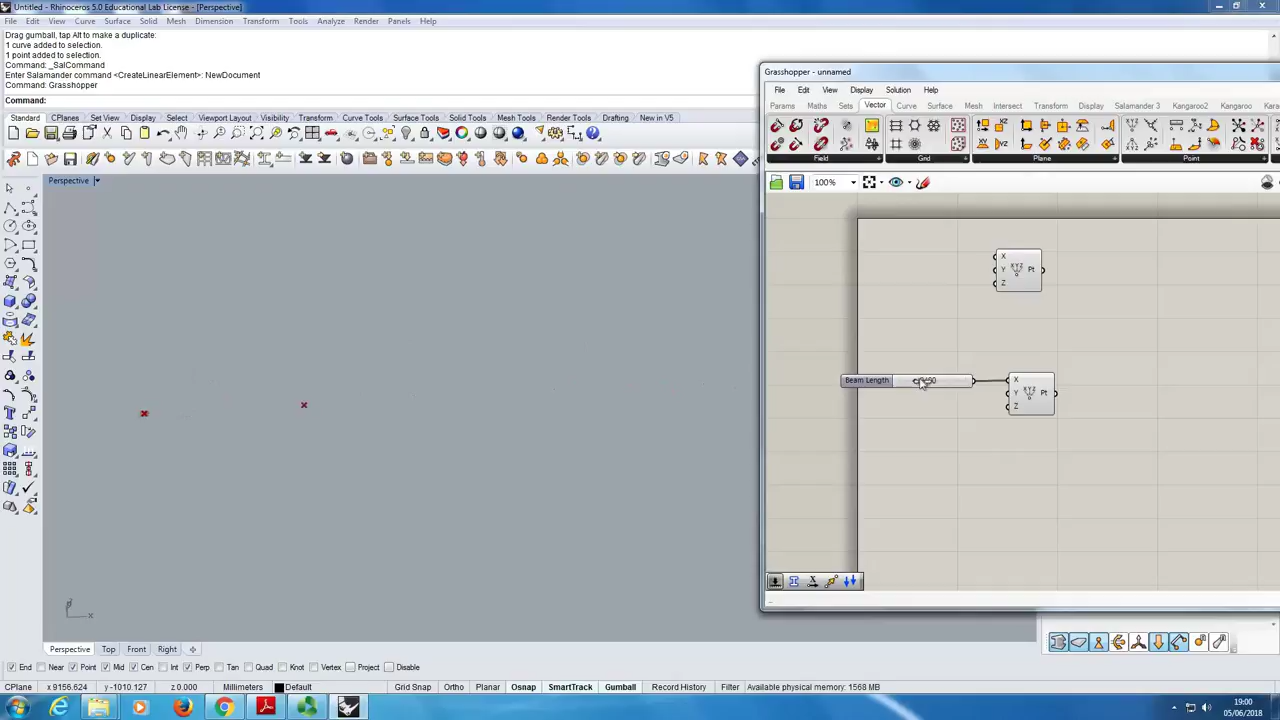 Untitled - Rhinoceros 5.0 Educational Lab License - [Perspective]
File Edit View Curve Surface Solid Mesh Dimension Transform Tools Analyze Render Panels Help
Drag gumball, tap Alt to make a duplicate:
1 curve added to selection.
1 point added to selection.
Command: _SalCommand
Enter Salamander command <CreateLinearElement>: NewDocument
Command: Grasshopper
Command:
Standard CPlanes Set View Display Select Viewport Layout Visibility Transform Curve Tools Surface Tools Solid Tools Mesh Tools Render Tools Drafting New in V5
Perspective
Grasshopper - unnamed
File Edit View Display Solution Help
Params Maths Sets Vector Curve Surface Mesh Intersect Transform Display Salamander 3 Kangaroo2 Kangaroo
Field Grid Plane Point
100%
X
Y
Z
XYZ
Pt
Beam Length
X
Y
Z
XYZ
Pt
x
Perspective Top Front Right
End Near Point Mid Cen Int Perp Tan Quad Knot Vertex Project Disable
CPlane x 9156.624 y -1010.127 z 0.000 Millimeters Default Grid Snap Ortho Planar Osnap SmartTrack Gumball Record History Filter Available physical memory: 1568 MB
19:00
05/06/2018